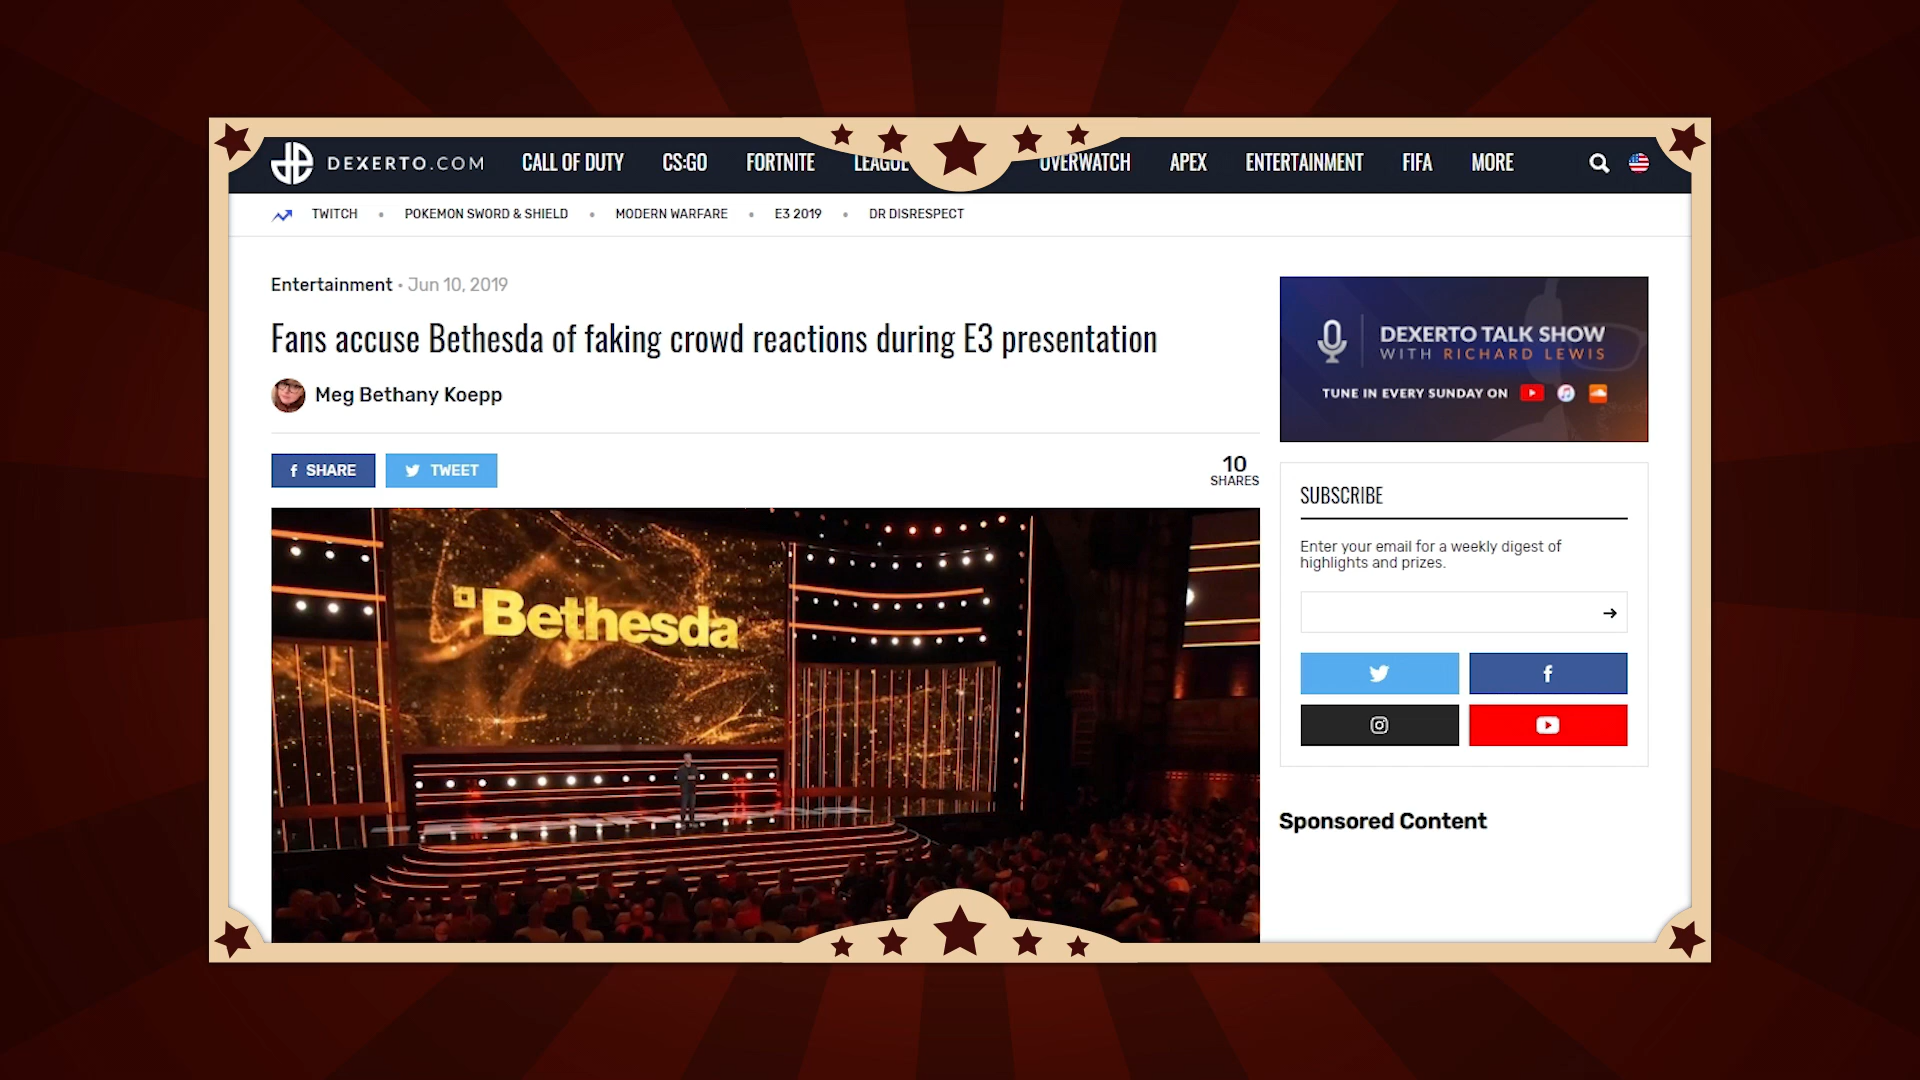 DEXERTO.COM CALL OF DUTY CS:GO FORTNITE LEAGUE OVERWATCH APEX ENTERTAINMENT FIFA MORE
TWITCH • POKEMON SWORD & SHIELD • MODERN WARFARE • E3 2019 • DR DISRESPECT
Entertainment • Jun 10, 2019
Fans accuse Bethesda of faking crowd reactions during E3 presentation
Meg Bethany Koepp
f SHARE TWEET
10
SHARES
Bethesda
DEXERTO TALK SHOW
WITH RICHARD LEWIS
TUNE IN EVERY SUNDAY ON
SUBSCRIBE
Enter your email for a weekly digest of
highlights and prizes.
Sponsored Content